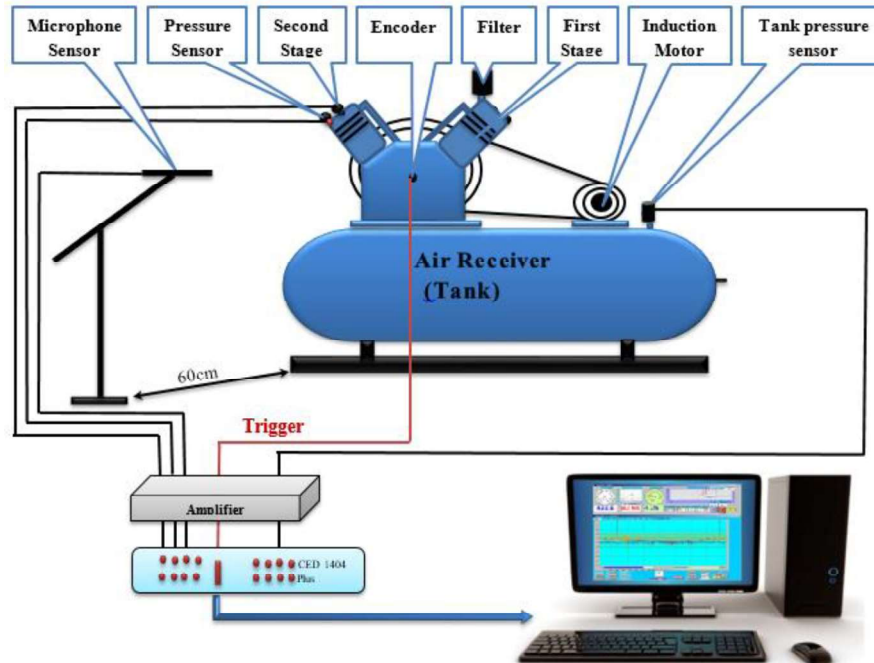 Microphone
Sensor
Pressure
Sensor
Second
Stage
Encoder
Filter
First
Stage
Induction
Motor
Tank pressure
sensor
Air Receiver
(Tank)
60cm
Trigger
Amplifier
CED 1404
Plus